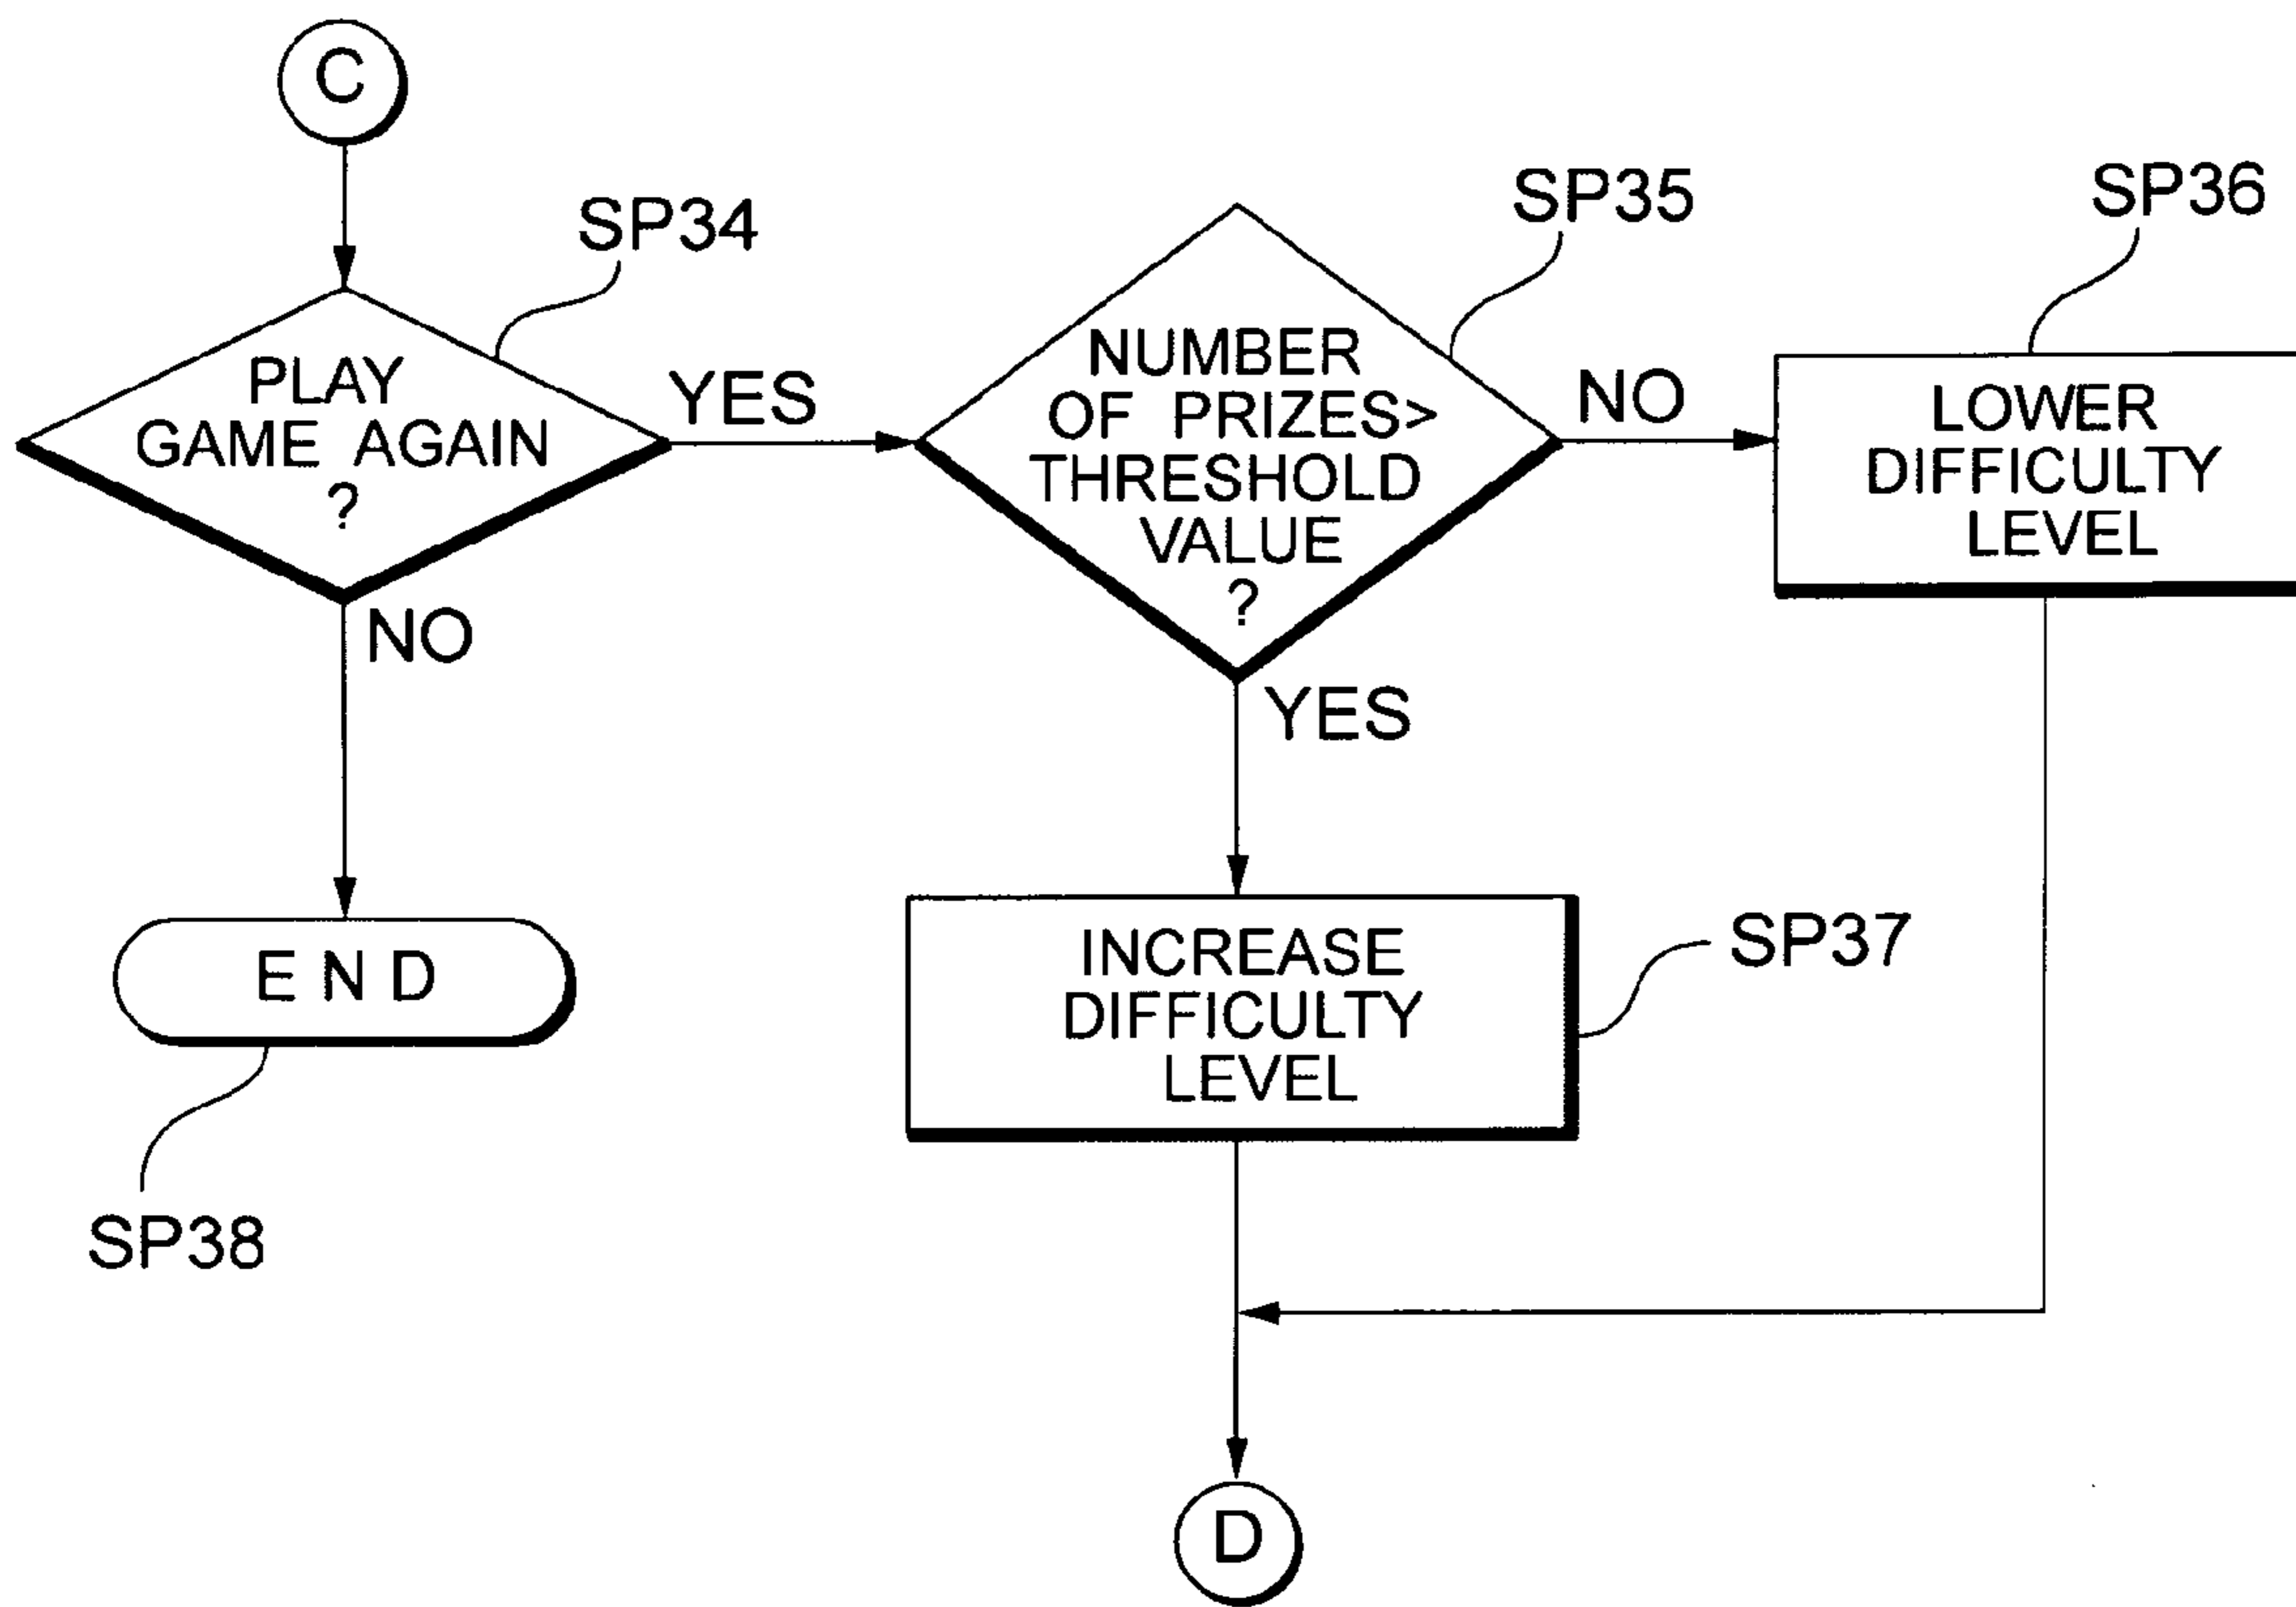 C
SP34
PLAY
GAME AGAIN
?
YES
NO
SP35
NUMBER
OF PRIZES>
THRESHOLD
VALUE
?
NO
YES
SP36
LOWER
DIFFICULTY
LEVEL
END
SP38
INCREASE
DIFFICULTY
LEVEL
SP37
D